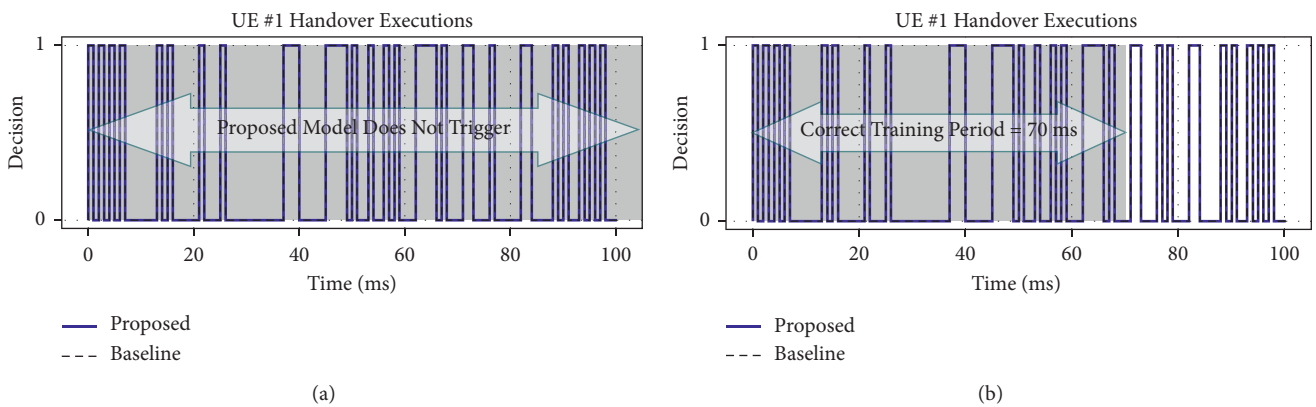 UE #1 Handover Executions
1
Decision
Proposed Model Does Not Trigger
0
0 20 40 60 80 100
Time (ms)
Proposed
Baseline
(a)
UE #1 Handover Executions
1
Decision
Correct Training Period = 70 ms
0
0 20 40 60 80 100
Time (ms)
Proposed
Baseline
(b)